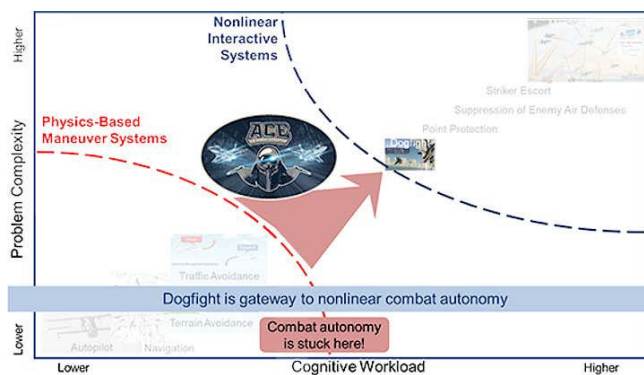 Higher
Nonlinear
Interactive
Systems
Striker Escort
Suppression of Enemy Air Defenses
Point Protection
Physics-Based
Maneuver Systems
ACE
Dogfight
Problem Complexity
Traffic Avoidance
Dogfight is gateway to nonlinear combat autonomy
Terrain Avoidance
Combat autonomy
is stuck here!
Lower
Autopilot
Navigation
Lower
Cognitive Workload
Higher